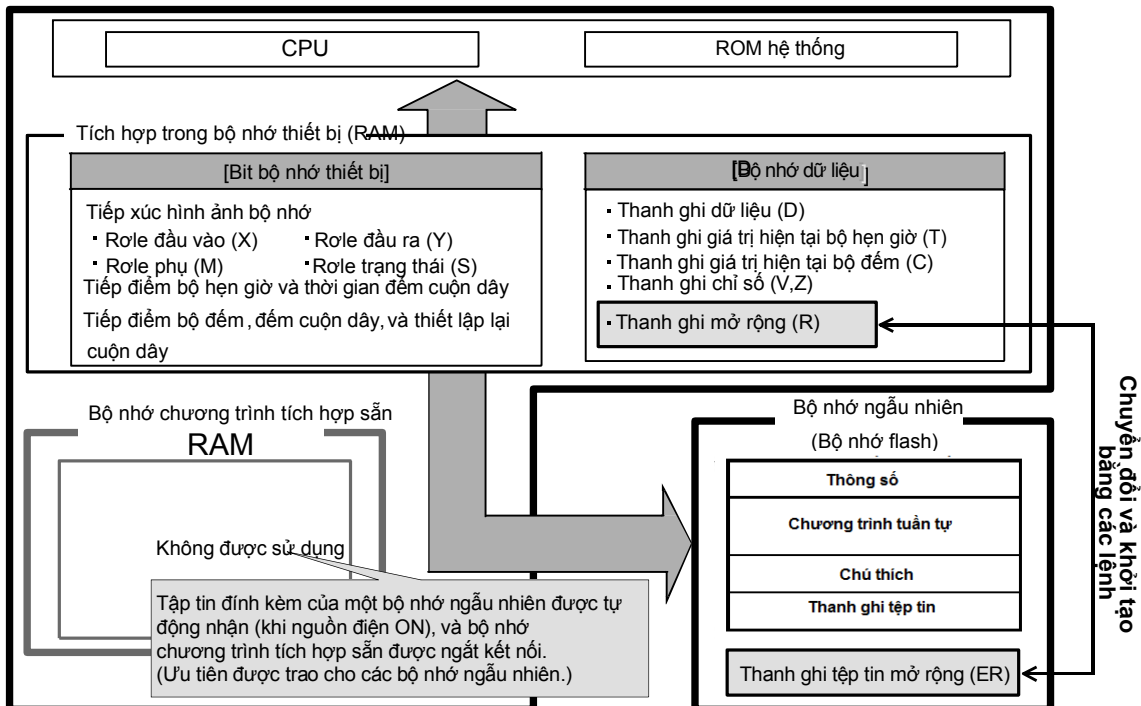 CPU
ROM hệ thống
Tích hợp trong bộ nhớ thiết bị (RAM)
[Bit bộ nhớ thiết bị]
Tiếp xúc hình ảnh bộ nhớ
· Rơle đầu vào (X)
· Rơle đầu ra (Y)
· Rơle phụ (M)
· Rơle trạng thái (S)
Tiếp điểm bộ hẹn giờ và thời gian đếm cuộn dây
Tiếp điểm bộ đếm, đếm cuộn dây, và thiết lập lại
cuộn dây
[Bộ nhớ dữ liệu]
· Thanh ghi dữ liệu (D)
· Thanh ghi giá trị hiện tại bộ hẹn giờ (T)
· Thanh ghi giá trị hiện tại bộ đếm (C)
· Thanh ghi chỉ số (V,Z)
· Thanh ghi mở rộng (R)
Bộ nhớ chương trình tích hợp sẵn
RAM
Không được sử dụng
Tập tin đính kèm của một bộ nhớ ngẫu nhiên được tự
động nhận (khi nguồn điện ON), và bộ nhớ
chương trình tích hợp sẵn được ngắt kết nối.
(Ưu tiên được trao cho các bộ nhớ ngẫu nhiên.)
Bộ nhớ ngẫu nhiên
(Bộ nhớ flash)
Thông số
Chương trình tuần tự
Chú thích
Thanh ghi tệp tin
Thanh ghi tệp tin mở rộng (ER)
Chuyển đổi và khởi tạo
bằng các lệnh